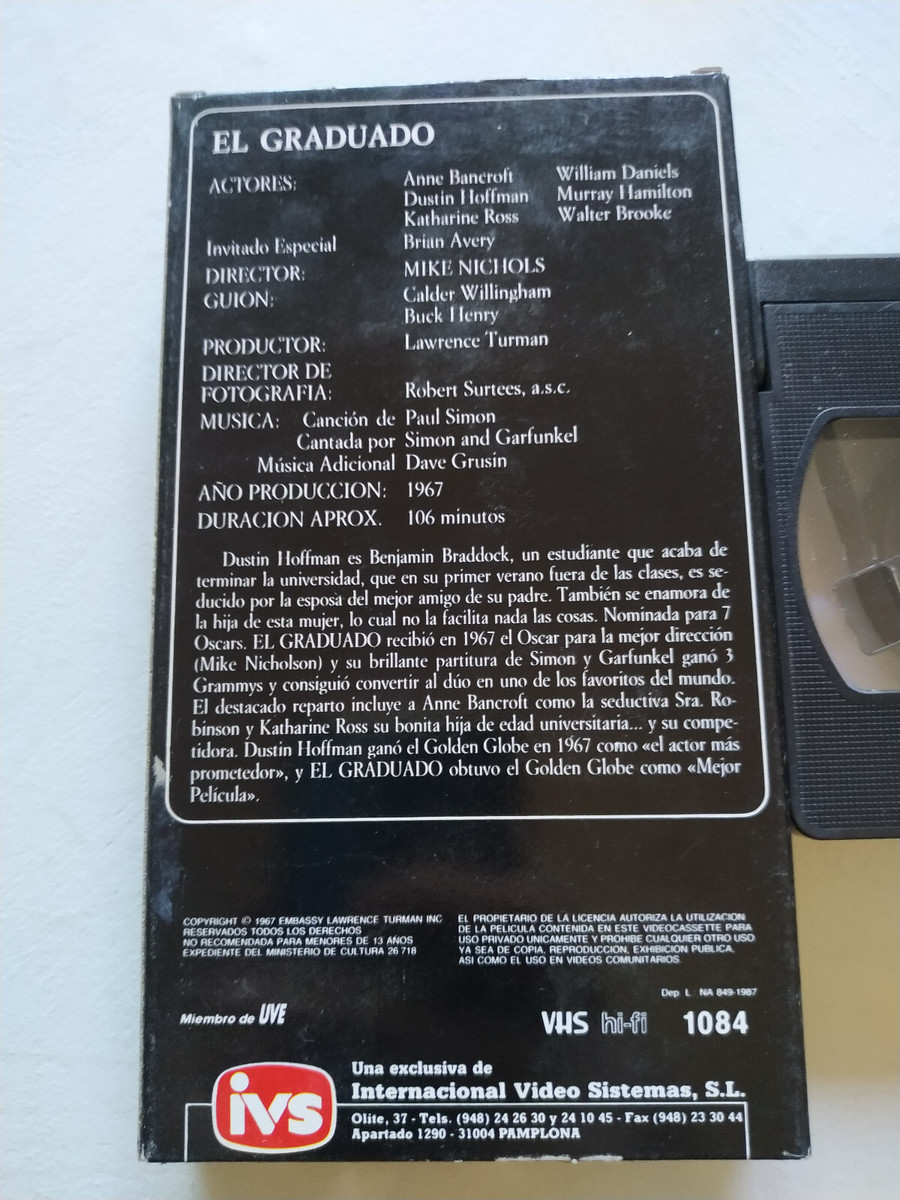 EL GRADUADO
ACTORES: Anne Bancroft William Daniels
Dustin Hoffman Murray Hamilton
Katharine Ross Walter Brooke
Invitado Especial Brian Avery
DIRECTOR: MIKE NICHOLS
GUION: Calder Willingham
Buck Henry
PRODUCTOR: Lawrence Turman
DIRECTOR DE
FOTOGRAFIA: Robert Surtees, a.s.c.
MUSICA: Canción de Paul Simon
Cantada por Simon and Garfunkel
Música Adicional Dave Grusin
AÑO PRODUCCION: 1967
DURACION APROX. 106 minutos
Dustin Hoffman es Benjamin Braddock, un estudiante que acaba de
terminar la universidad, que en su primer verano fuera de las clases, es se-
ducido por la esposa del mejor amigo de su padre. También se enamora de
la hija de esta mujer, lo cual no la facilita nada las cosas. Nominada para 7
Oscars. EL GRADUADO recibió en 1967 el Oscar para la mejor dirección
(Mike Nicholson) y su brillante partitura de Simon y Garfunkel ganó 3
Grammys y consiguió convertir al dúo en uno de los favoritos del mundo.
El destacado reparto incluye a Anne Bancroft como la seductiva Sra. Ro-
binson y Katharine Ross su bonita hija de edad universitaria... y su compe-
tidora. Dustin Hoffman ganó el Golden Globe en 1967 como «el actor más
prometedor», y EL GRADUADO obtuvo el Golden Globe como «Mejor
Película».
COPYRIGHT © 1967 EMBASSY LAWRENCE TURMAN INC
RESERVADOS TODOS LOS DERECHOS
NO RECOMENDADA PARA MENORES DE 13 AÑOS
EXPEDIENTE DEL MINISTERIO DE CULTURA 26 718
EL PROPIETARIO DE LA LICENCIA AUTORIZA LA UTILIZACION
DE LA PELICULA CONTENIDA EN ESTE VIDEOCASSETTE PARA
USO PRIVADO UNICAMENTE Y PROHIBE CUALQUIER OTRO USO
YA SEA DE COPIA, REPRODUCCION, EXHIBICION PUBLICA,
ASI COMO EL USO EN VIDEOS COMUNITARIOS.
Dep. L. NA 849-1987
Miembro de UVE
VHS hi-fi 1084
ivs
Una exclusiva de
Internacional Video Sistemas, S.L.
Olite, 37 - Tels. (948) 24 26 30 y 24 10 45 - Fax (948) 23 30 44
Apartado 1290 - 31004 PAMPLONA